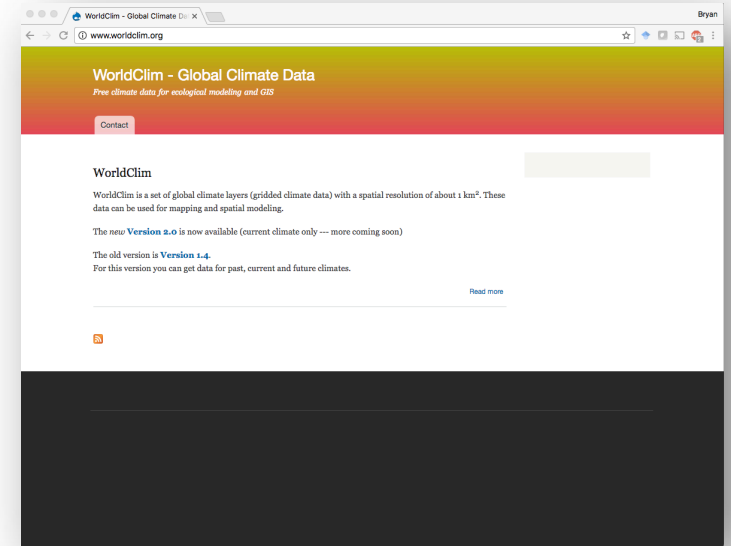 WorldClim - Global Climate Da
Bryan
www.worldclim.org
WorldClim - Global Climate Data
Free climate data for ecological modeling and GIS
Contact
WorldClim
WorldClim is a set of global climate layers (gridded climate data) with a spatial resolution of about 1 km². These
data can be used for mapping and spatial modeling.
The new Version 2.0 is now available (current climate only --- more coming soon)
The old version is Version 1.4.
For this version you can get data for past, current and future climates.
Read more